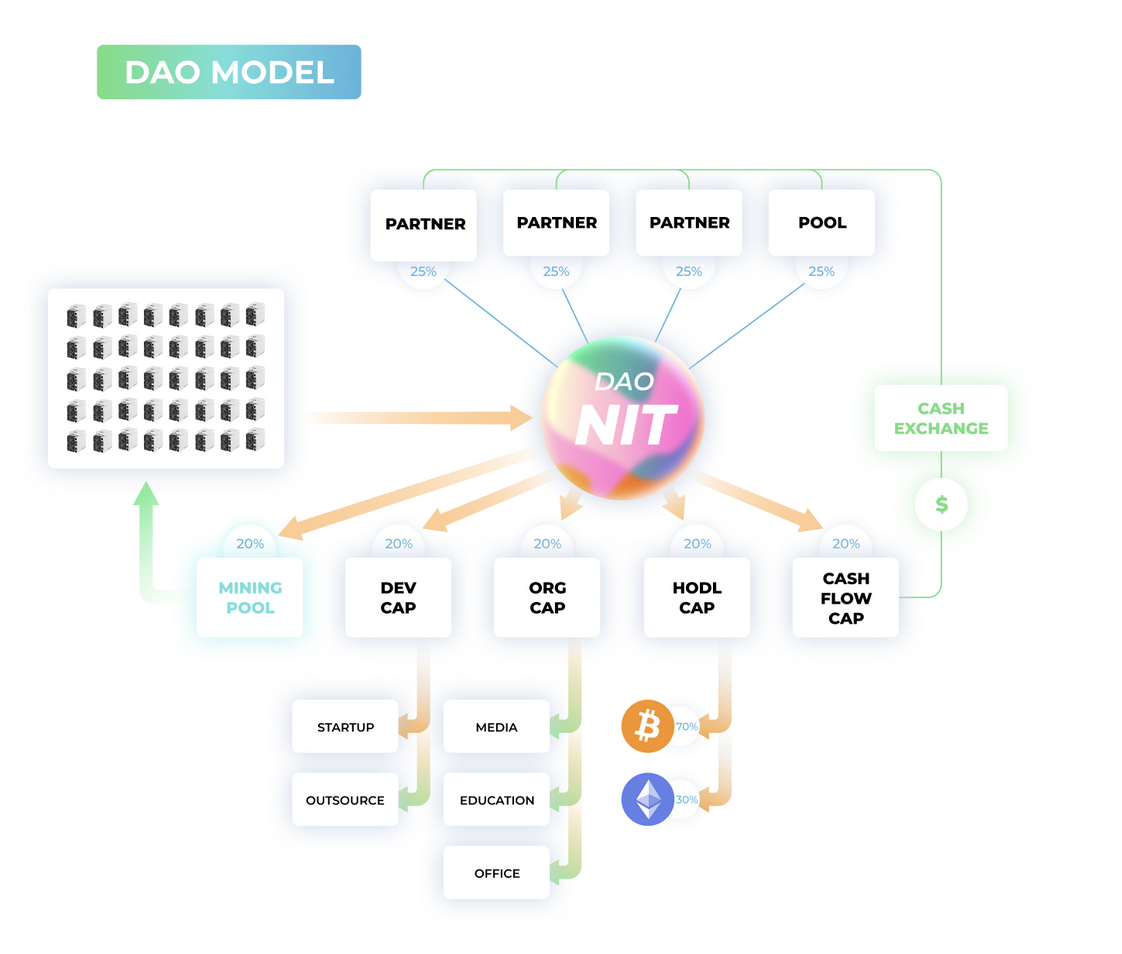 DAO MODEL
PARTNER
PARTNER
PARTNER
POOL
25%
25%
25%
25%
DAO
NIT
CASH
EXCHANGE
$
20%
20%
20%
20%
20%
MINING
POOL
DEV
CAP
ORG
CAP
HODL
CAP
CASH
FLOW
CAP
STARTUP
MEDIA
70%
OUTSOURCE
EDUCATION
30%
OFFICE